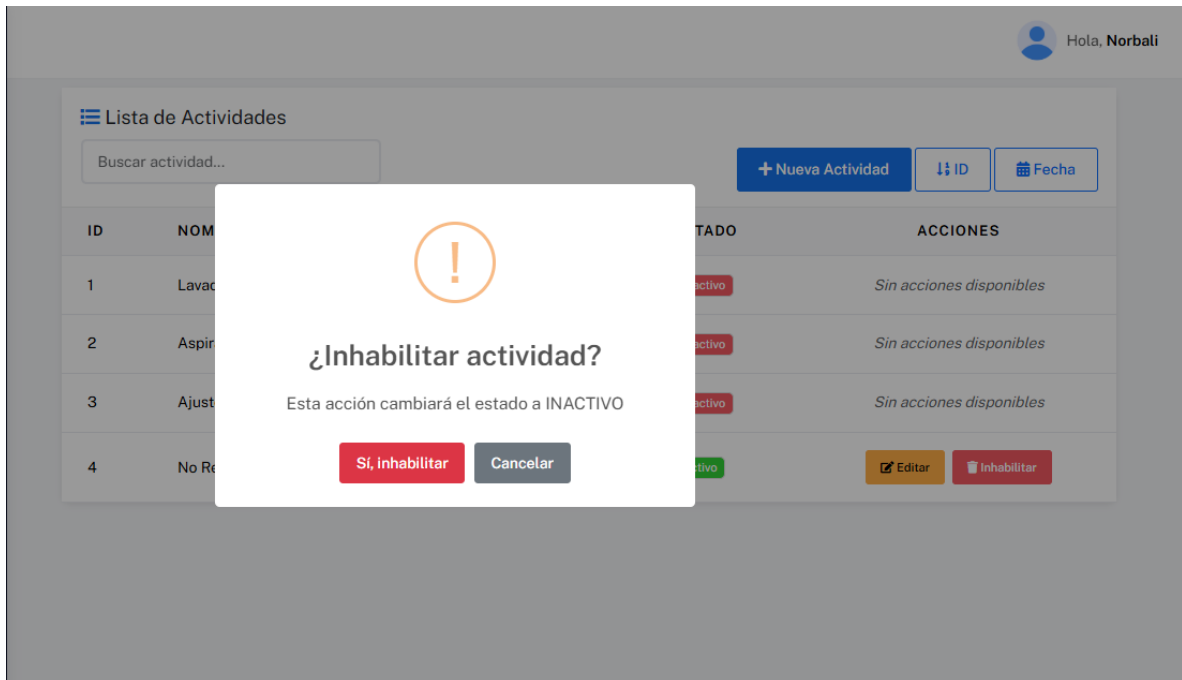 Hola, Norbali
Lista de Actividades
Buscar actividad...
Nueva Actividad
ID
Fecha
ID
ACCIONES
1
Sin acciones disponibles
2
Sin acciones disponibles
3
Sin acciones disponibles
4
No
Editar
Inhabilitar
!
¿Inhabilitar actividad?
Esta acción cambiará el estado a INACTIVO
Sí, inhabilitar
Cancelar